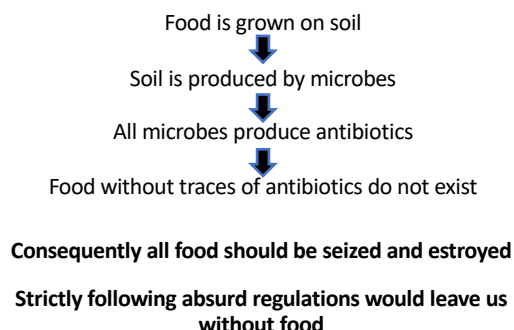 Food is grown on soil
Soil is produced by microbes
All microbes produce antibiotics
Food without traces of antibiotics do not exist
Consequently all food should be seized and estroyed
Strictly following absurd regulations would leave us
without food